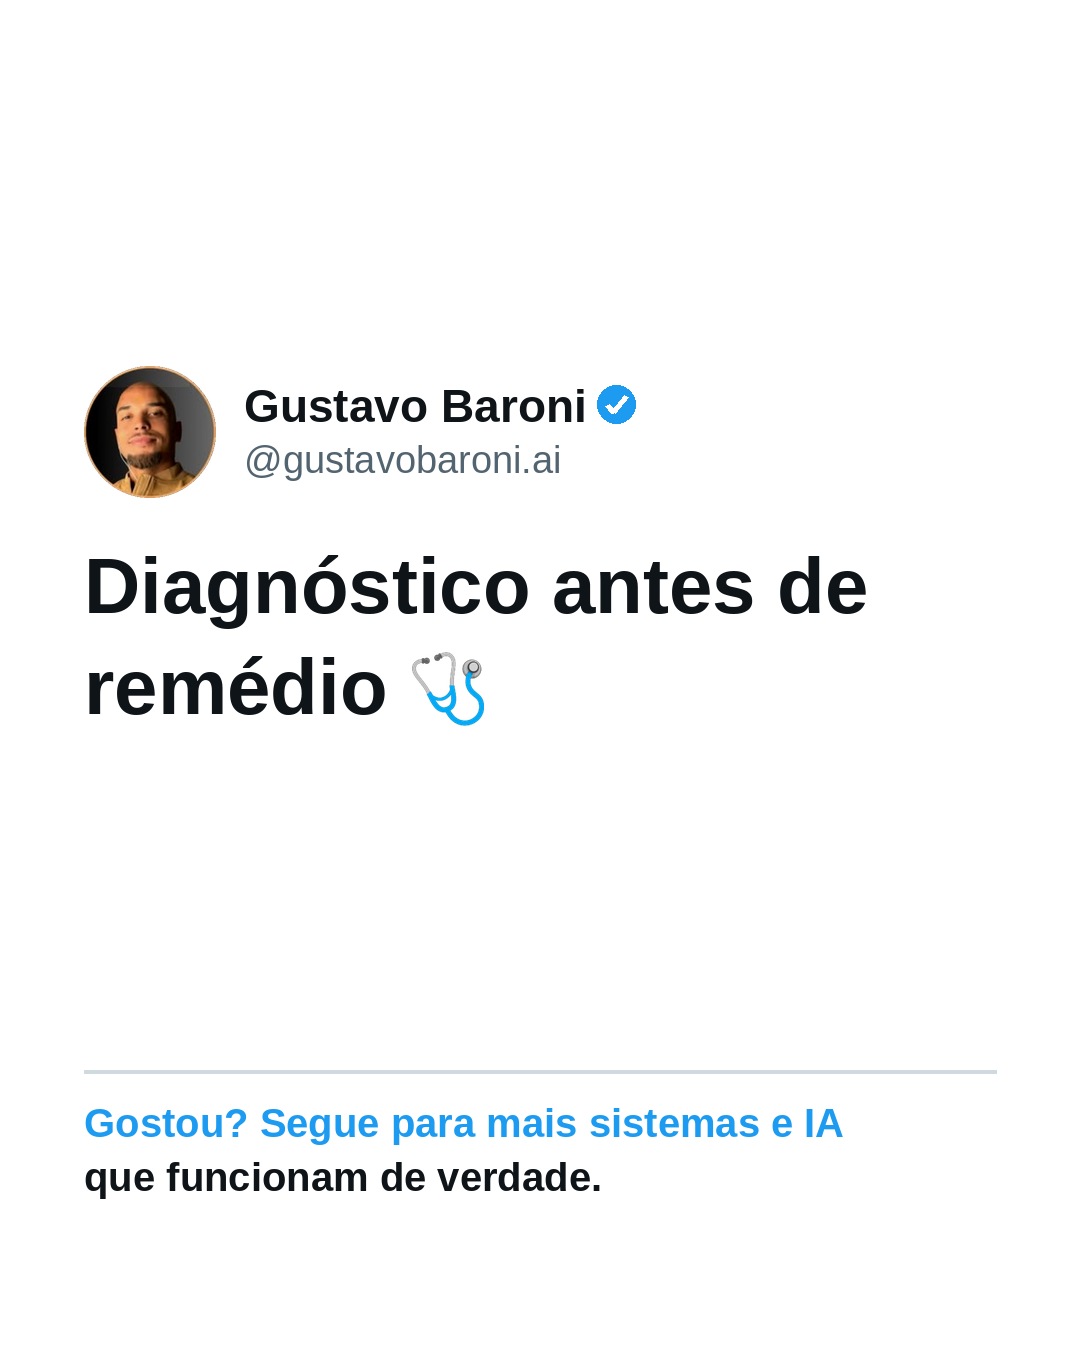 Gustavo Baroni
@gustavobaroni.ai
Diagnóstico antes de
remédio 🩺
Gostou? Segue para mais sistemas e IA
que funcionam de verdade.